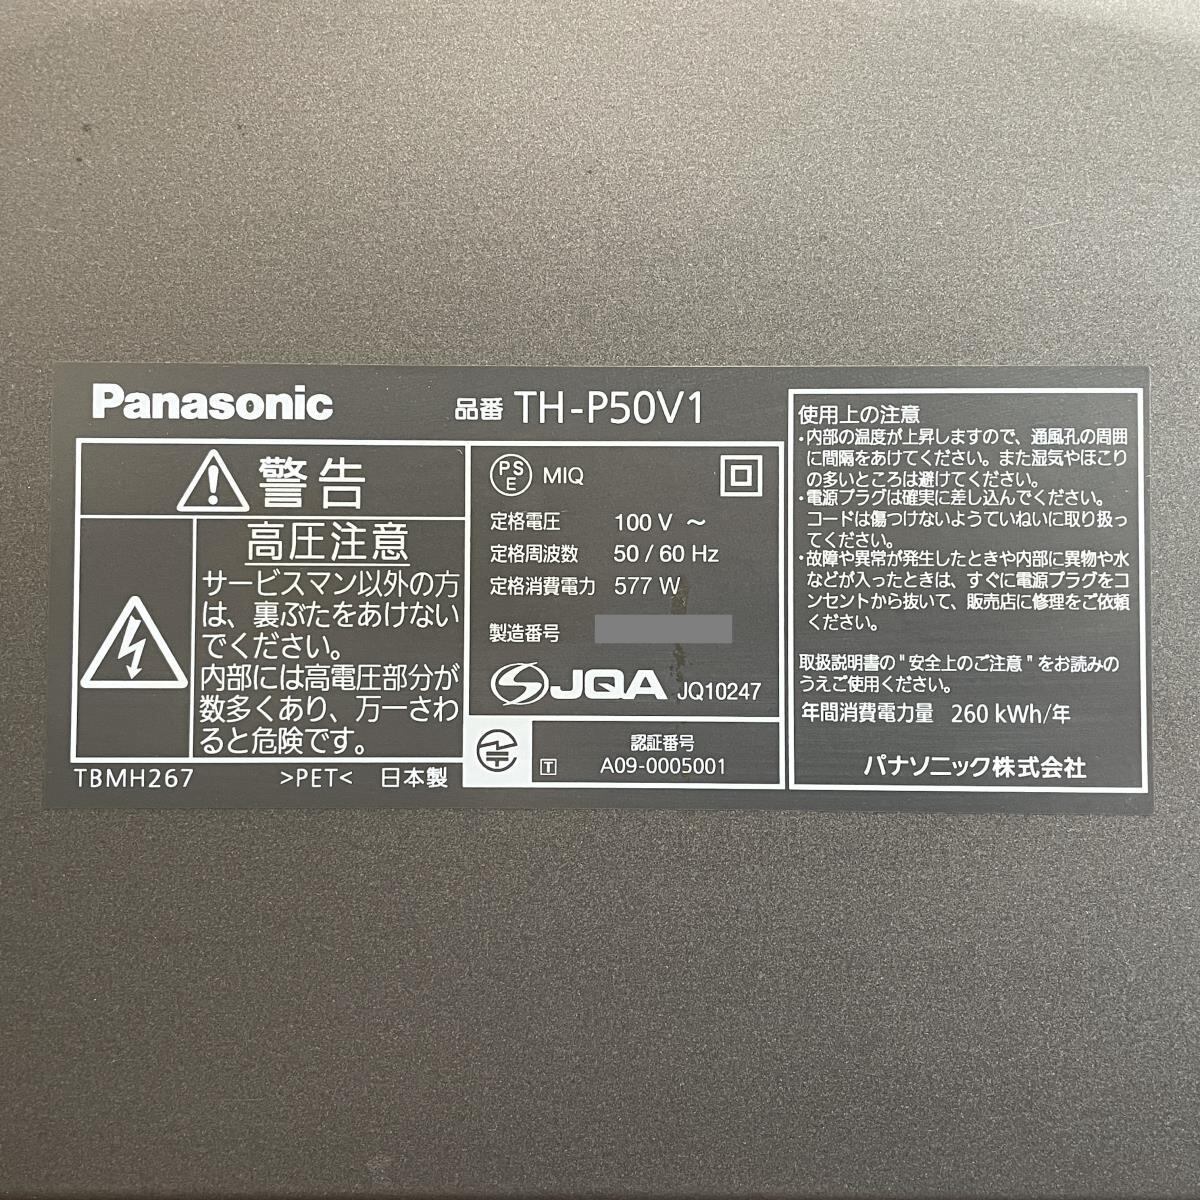 Panasonic
品番 TH-P50V1
警告
高圧注意
サービスマン以外の方
は、裏ぶたをあけない
でください。
内部には高電圧部分が
数多くあり、万一さわ
ると危険です。
TBMH267 >PET< 日本製
PSE MIQ
定格電圧 100 V ～
定格周波数 50 / 60 Hz
定格消費電力 577 W
製造番号
JQA JQ10247
認証番号
T A09-0005001
使用上の注意
・内部の温度が上昇しますので、通風孔の周囲
に間隔をあけてください。また湿気やほこり
の多いところは避けてください。
・電源プラグは確実に差し込んでください。
コードは傷つけないようていねいに取り扱っ
てください。
・故障や異常が発生したときや内部に異物や水
などが入ったときは、すぐに電源プラグをコ
ンセントから抜いて、販売店に修理をご依頼
ください。
取扱説明書の"安全上のご注意"をお読みの
うえご使用ください。
年間消費電力量 260 kWh/年
パナソニック株式会社